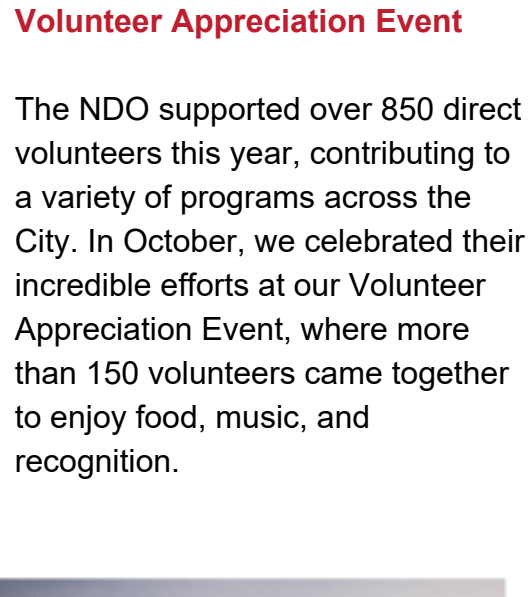 Volunteer Appreciation Event
The NDO supported over 850 direct
volunteers this year, contributing to
a variety of programs across the
City. In October, we celebrated their
incredible efforts at our Volunteer
Appreciation Event, where more
than 150 volunteers came together
to enjoy food, music, and
recognition.